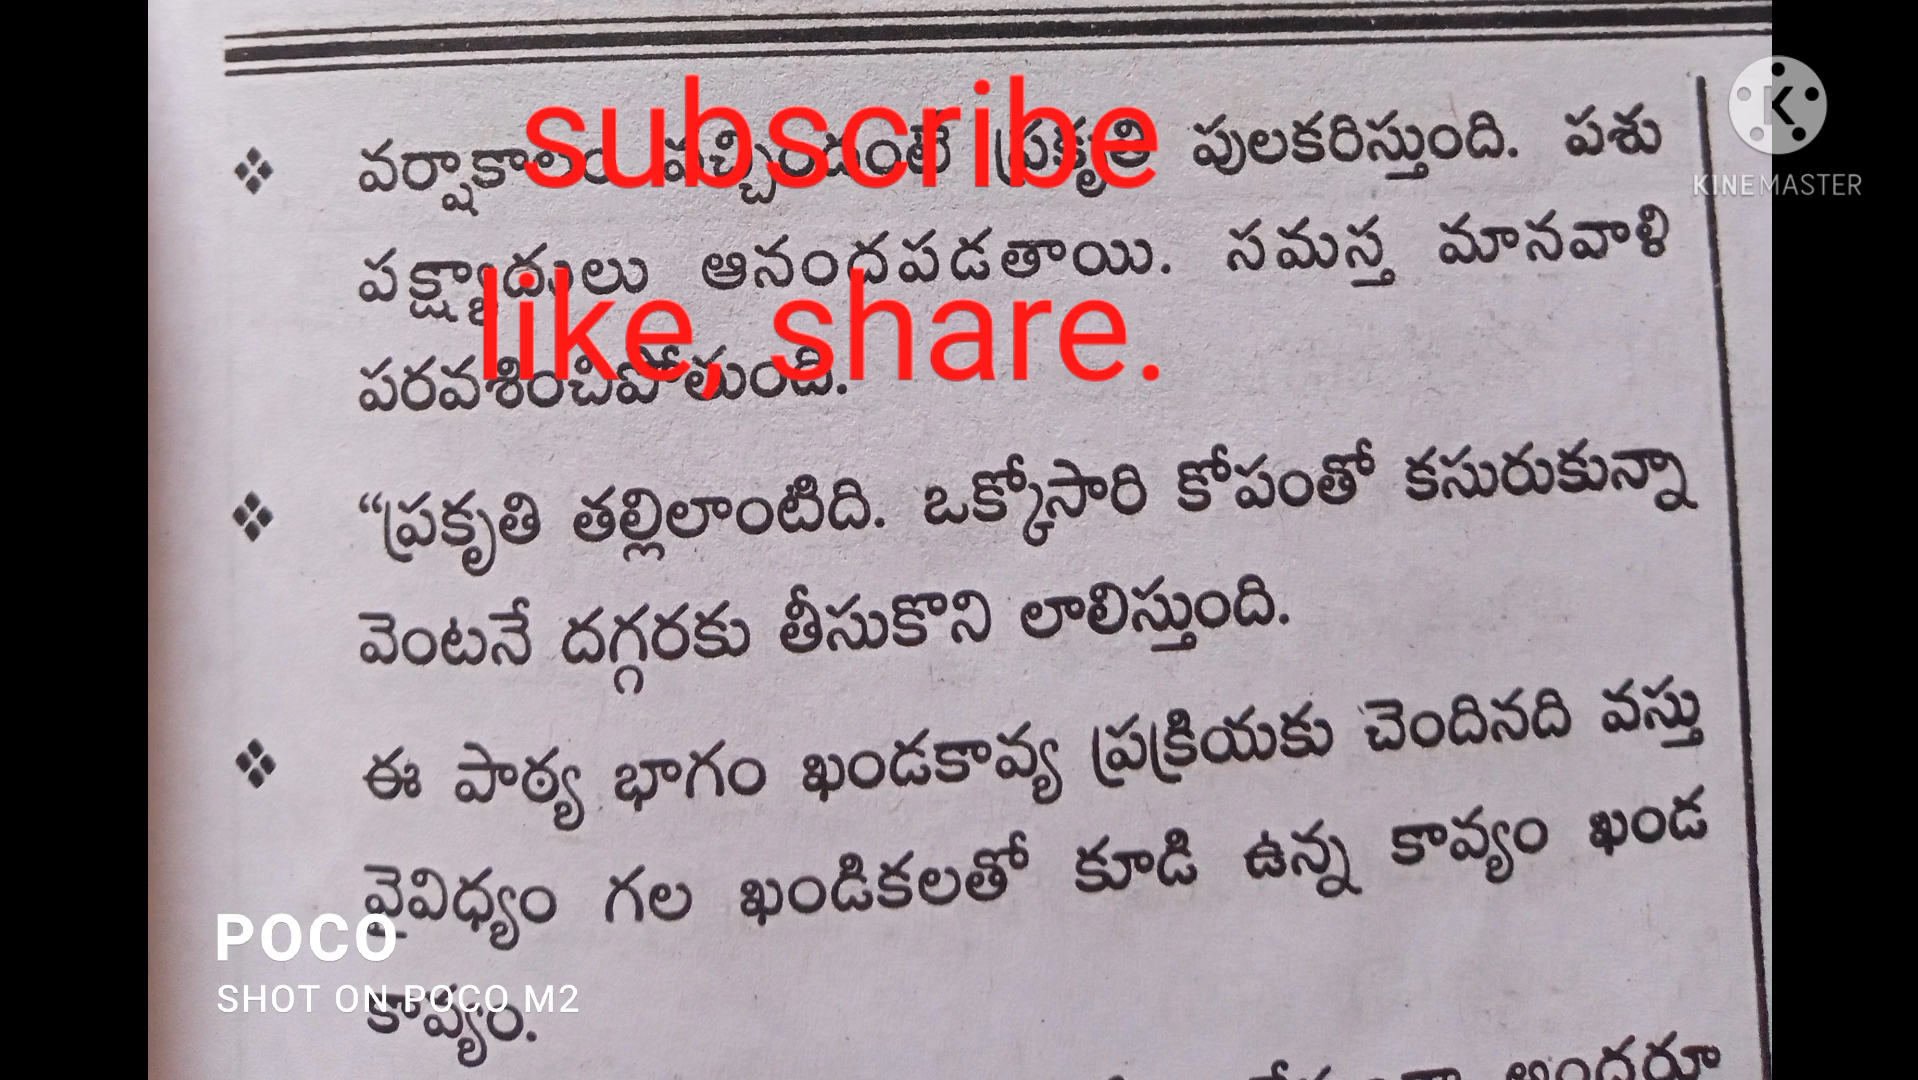 subscribe
like, share.
KINEMASTER
❖ వర్షాకాలం వచ్చిందంటే ప్రకృతి పులకరిస్తుంది. పశు
పక్ష్యాదులు ఆనందపడతాయి. సమస్త మానవాళి
పరవశించిపోతుంది.
❖ “ప్రకృతి తల్లిలాంటిది. ఒక్కోసారి కోపంతో కసురుకున్నా
వెంటనే దగ్గరకు తీసుకొని లాలిస్తుంది.
❖ ఈ పాఠ్య భాగం ఖండకావ్య ప్రక్రియకు చెందినది వస్తు
వైవిధ్యం గల ఖండికలతో కూడి ఉన్న కావ్యం ఖండ
కావ్యం.
అందరూ
POCO
SHOT ON POCO M2